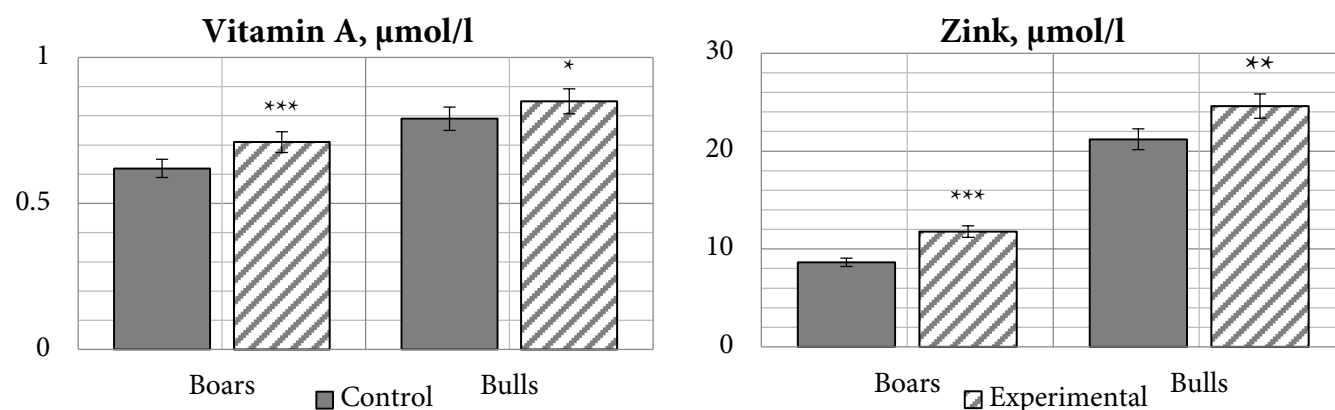 Vitamin A, µmol/l
1
0.5
0
***
*
Boars
Bulls
Control
Zink, µmol/l
30
20
10
0
***
**
Boars
Bulls
Experimental